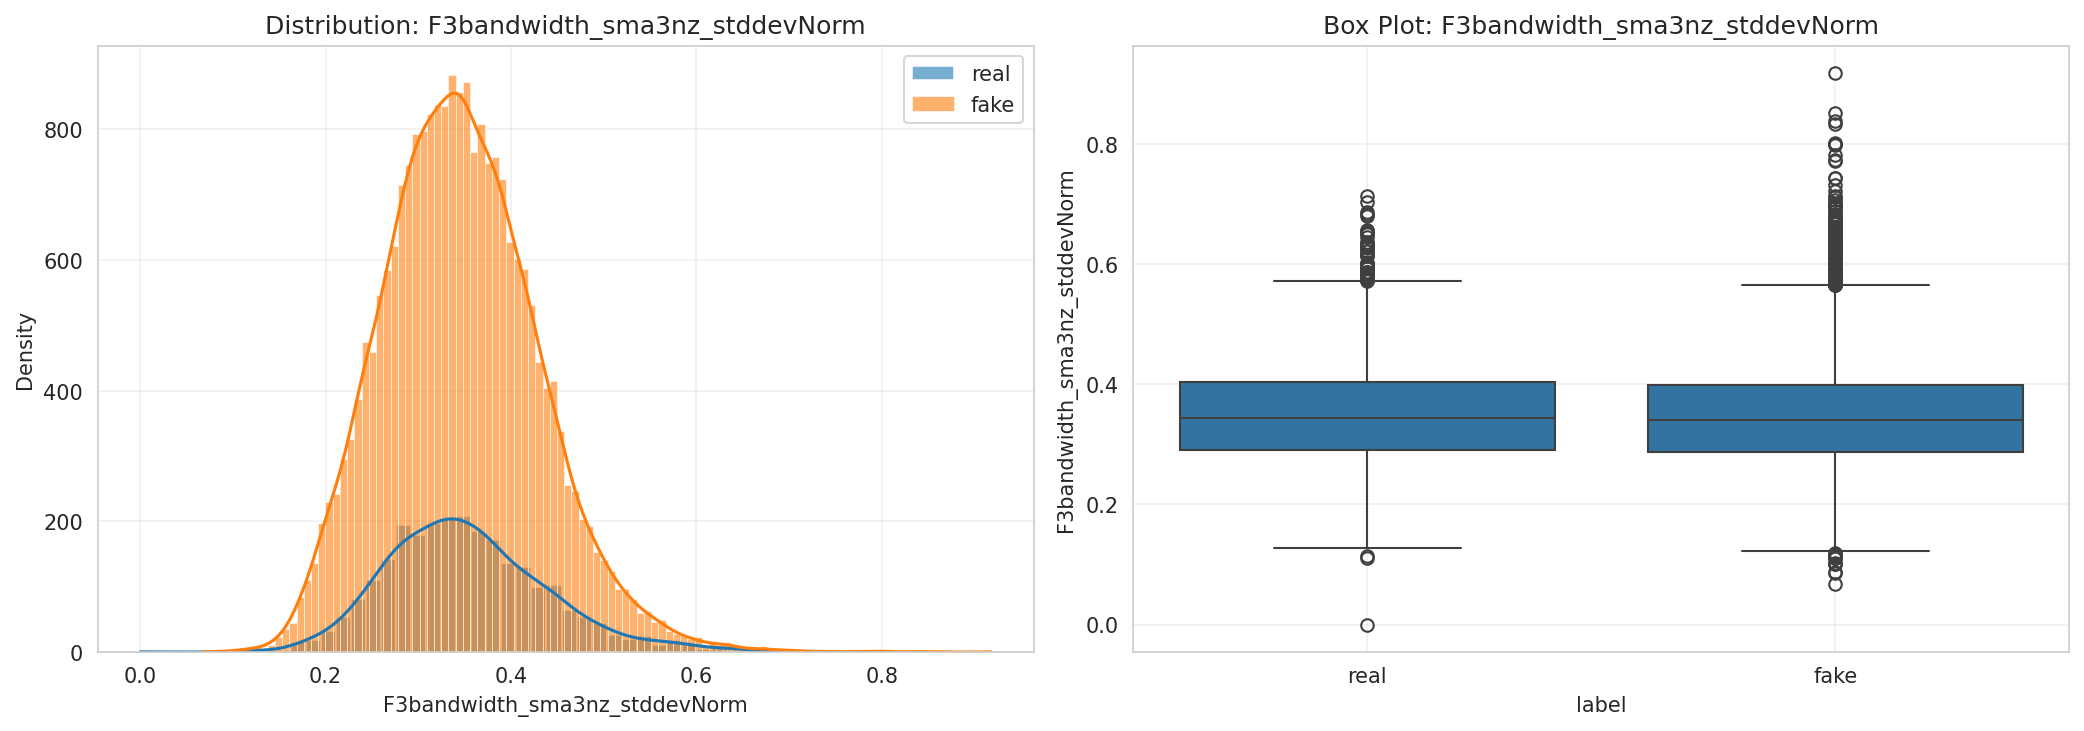 Distribution: F3bandwidth_sma3nz_stddevNorm
real
fake
Density
800
600
400
200
0
0.0 0.2 0.4 0.6 0.8
F3bandwidth_sma3nz_stddevNorm
Box Plot: F3bandwidth_sma3nz_stddevNorm
F3bandwidth_sma3nz_stddevNorm
0.8
0.6
0.4
0.2
0.0
real fake
label